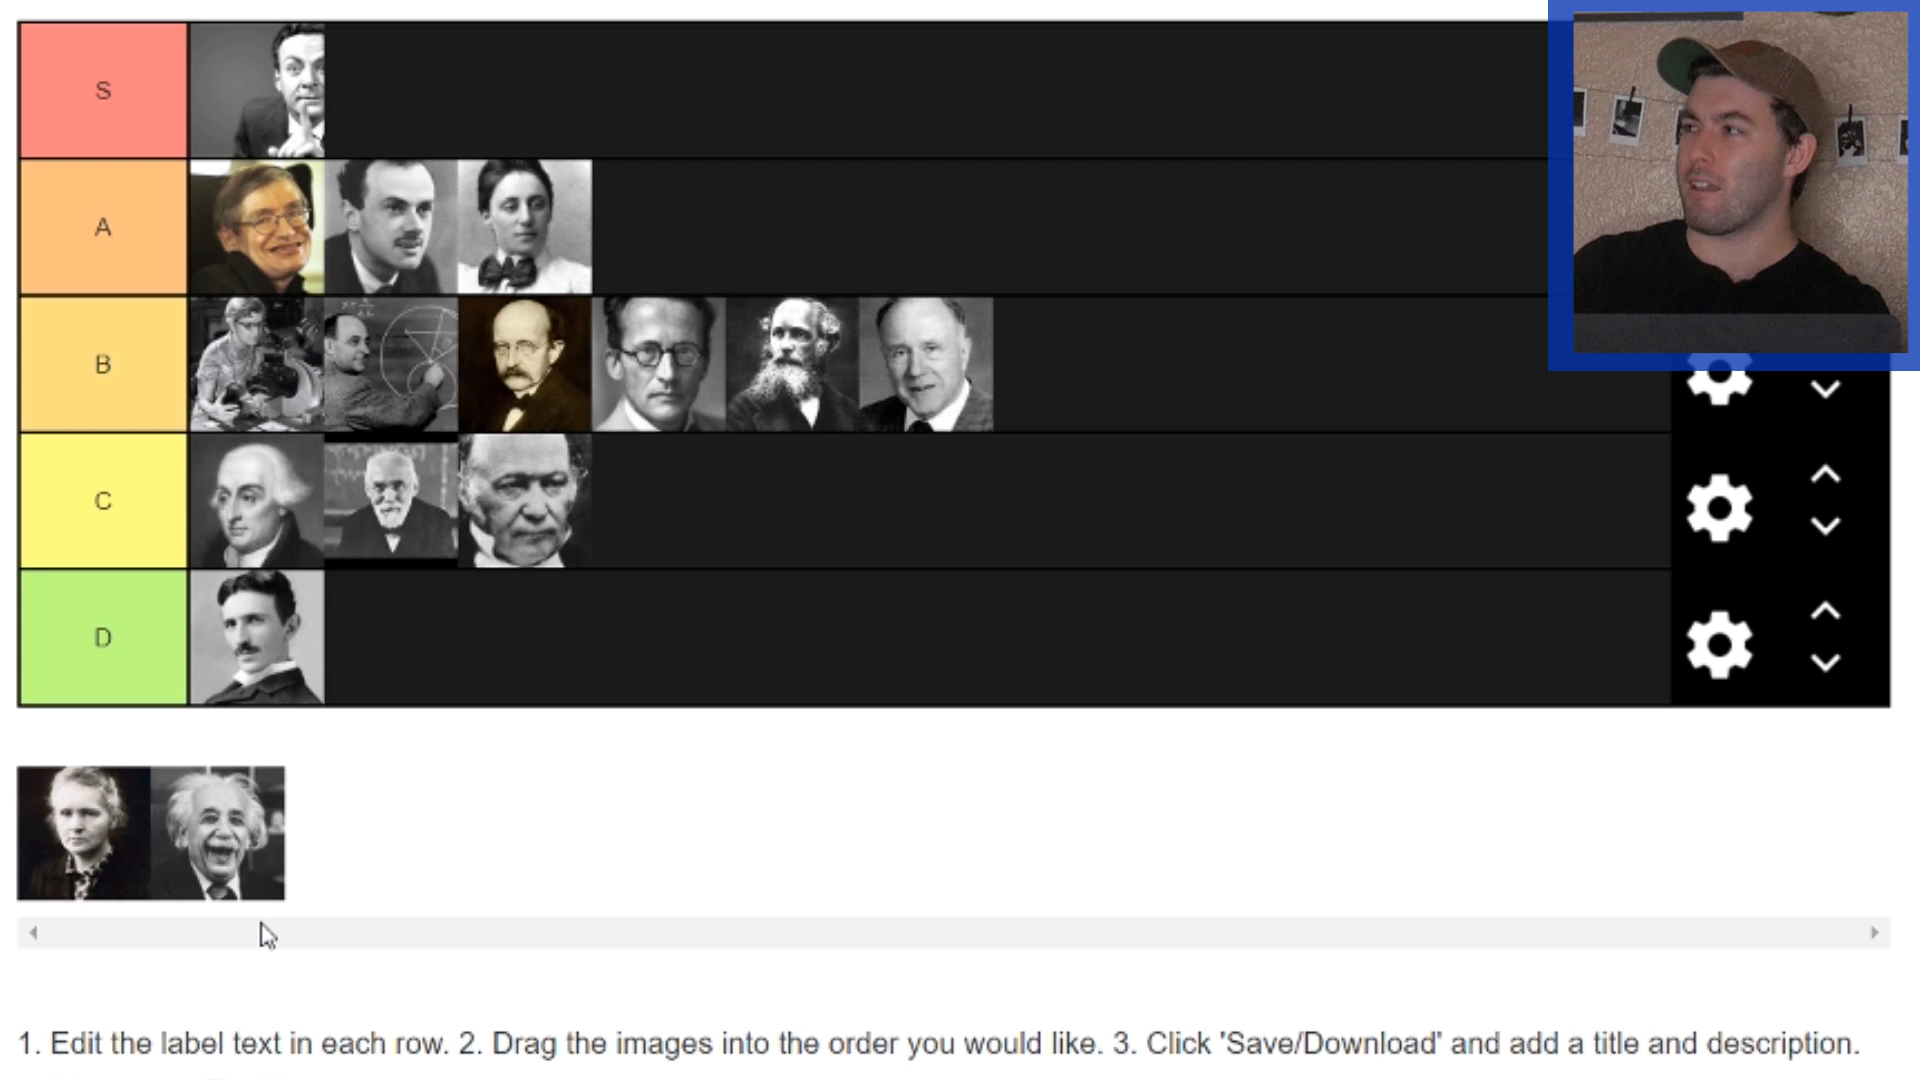 S
A
B
C
D
1. Edit the label text in each row. 2. Drag the images into the order you would like. 3. Click 'Save/Download' and add a title and description.